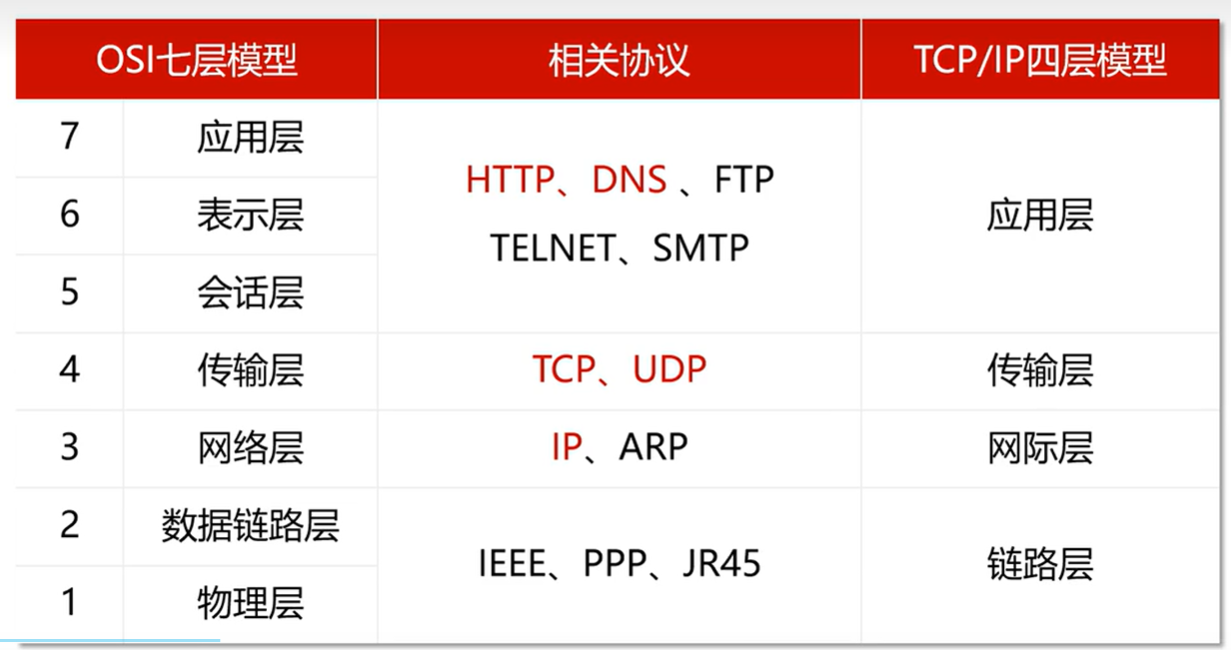 OSI七层模型 相关协议 TCP/IP四层模型
7 应用层
HTTP、DNS 、FTP
6 表示层 应用层
TELNET、SMTP
5 会话层
4 传输层 TCP、UDP 传输层
3 网络层 IP、ARP 网际层
2 数据链路层
IEEE、PPP、JR45 链路层
1 物理层